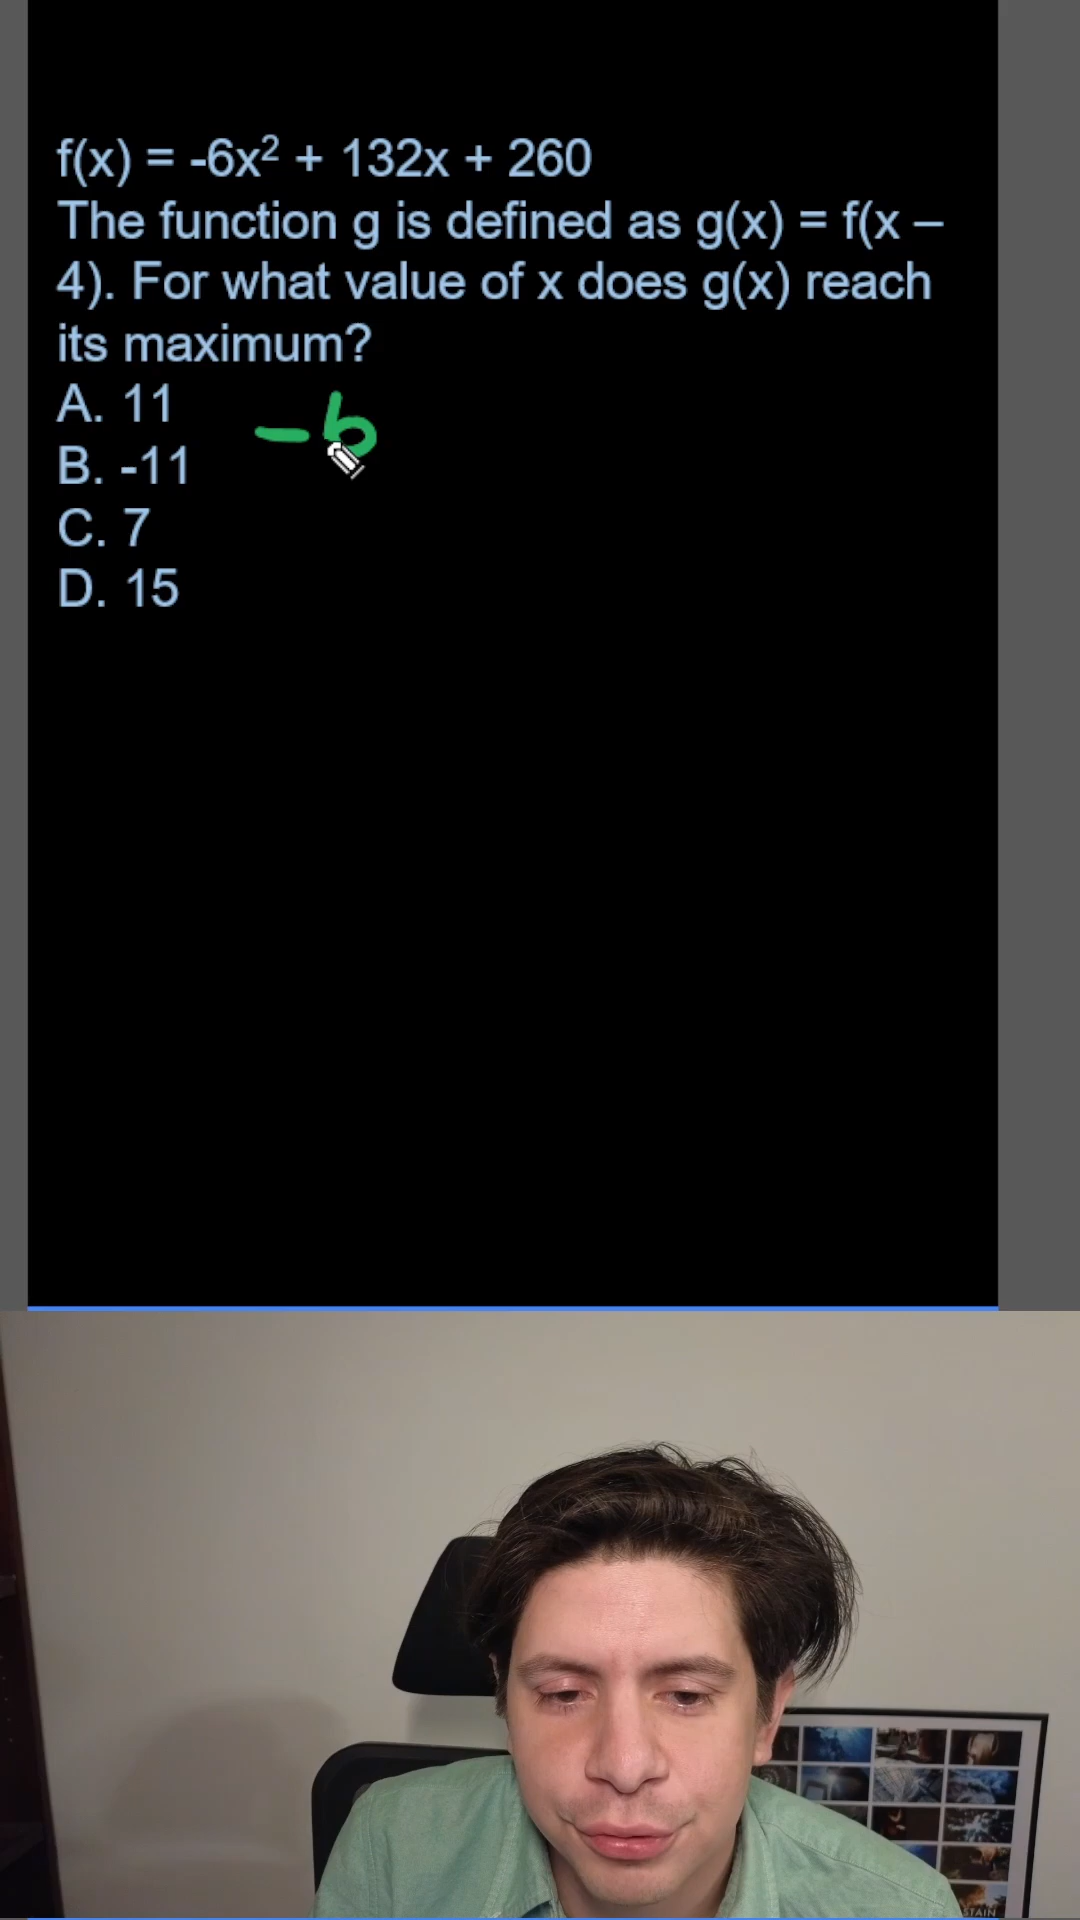 f(x) = -6x² + 132x + 260
The function g is defined as g(x) = f(x –
4). For what value of x does g(x) reach
its maximum?
A. 11
B. -11
C. 7
D. 15
-b
STAIN